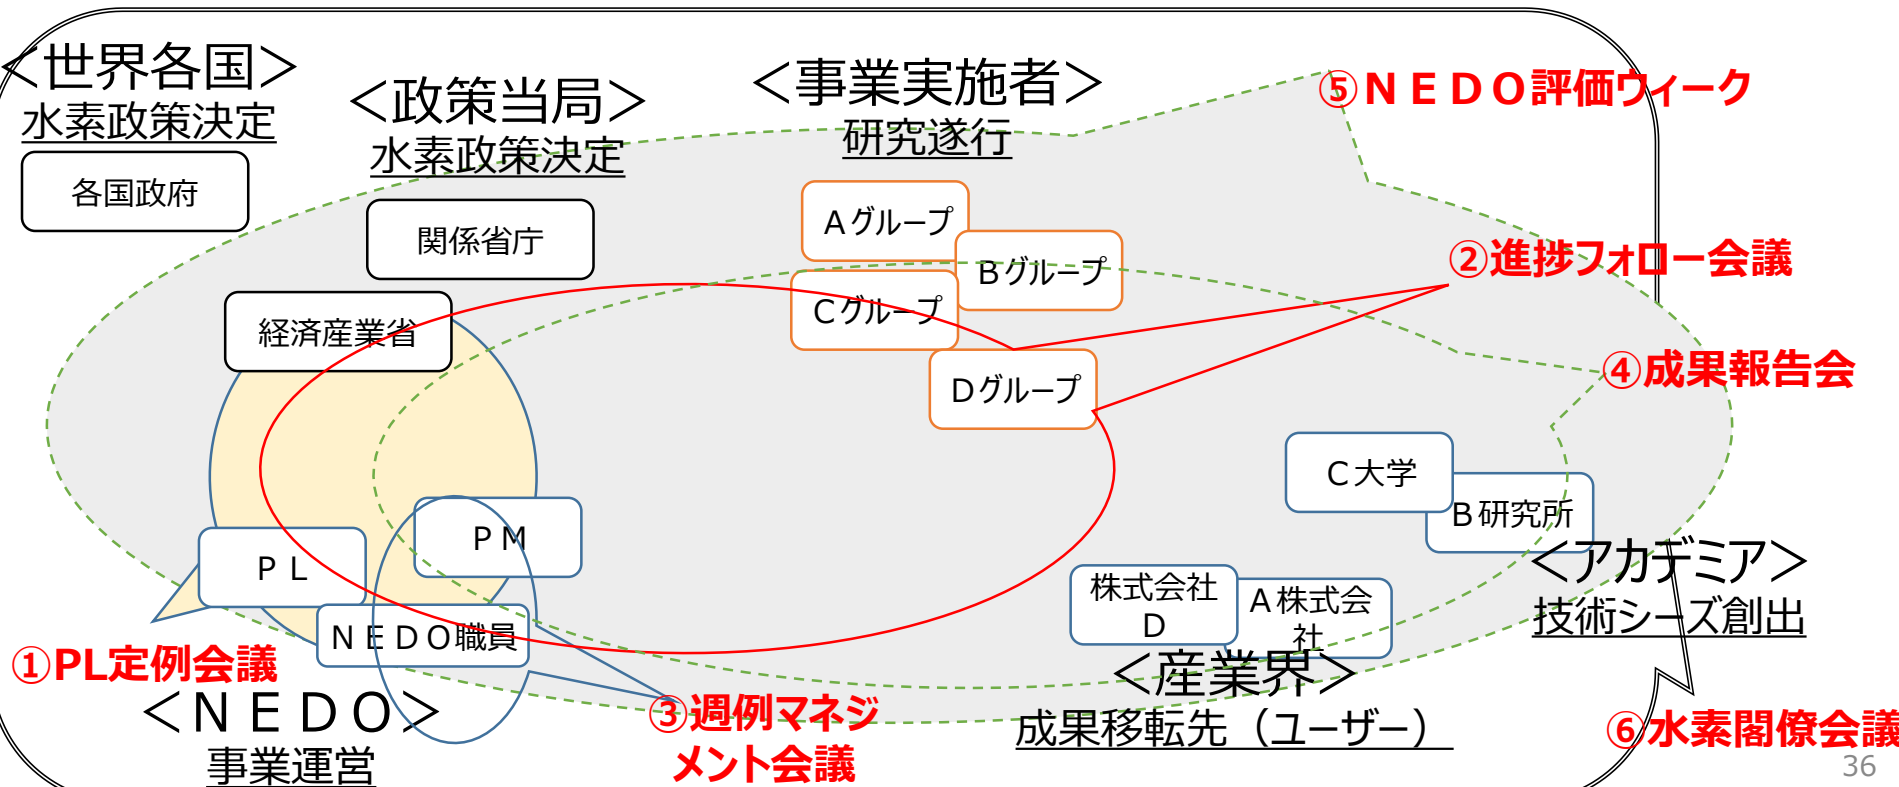 ＜世界各国＞
水素政策決定
各国政府
＜政策当局＞
水素政策決定
関係省庁
経済産業省
＜事業実施者＞
研究遂行
Ａグループ
Ｂグループ
Ｃグループ
Ｄグループ
⑤ＮＥＤＯ評価ウィーク
②進捗フォロー会議
④成果報告会
Ｃ大学
Ｂ研究所
＜アカデミア＞
技術シーズ創出
ＰＭ
ＰＬ
ＮＥＤＯ職員
①PL定例会議
＜ＮＥＤＯ＞
事業運営
③週例マネジ
メント会議
株式会社
Ｄ
Ａ株式会
社
＜産業界＞
成果移転先（ユーザー）
⑥水素閣僚会議
36